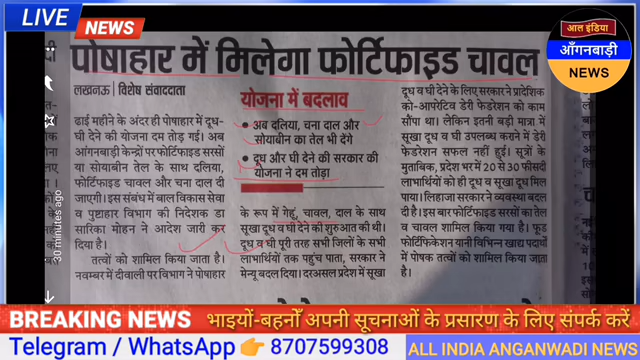 LIVE
NEWS
आल इंडिया
आँगनबाड़ी
NEWS
पोषाहार में मिलेगा फोर्टिफाइड चावल
लखनऊ | विशेष संवाददाता
ढाई महीने के अंदर ही पोषाहार में दूध-
घी देने की योजना दम तोड़ गई। अब
आंगनबाड़ी केन्द्रों पर फोर्टिफाइड सरसों
या सोयाबीन तेल के साथ दलिया,
फोर्टिफाइड चावल और चना दाल दी
जाएगी। इस संबंध में बाल विकास सेवा
व पुष्टाहार विभाग की निदेशक डा
सारिका मोहन ने आदेश जारी कर
दिया है।
तत्वों को शामिल किया जाता है।
नवम्बर में दीवाली पर विभाग ने पोषाहार
योजना में बदलाव
● अब दलिया, चना दाल और
सोयाबीन का तेल भी देंगे
● दूध और घी देने की सरकार की
योजना ने दम तोड़ा
के रूप में गेहूं, चावल, दाल के साथ
सूखा दूध व घी देने की शुरुआत की थी।
दूध व घी पूरी तरह सभी जिलों के सभी
लाभार्थियों तक पहुंच पाता, सरकार ने
मेन्यू बदल दिया। दरअसल प्रदेश में सूखा
दूध व घी देने के लिए सरकार ने प्रादेशिक
को-आपरेटिव डेरी फेडरेशन को काम
सौंपा था। लेकिन इतनी बड़ी मात्रा में
सूखा दूध व घी उपलब्ध कराने में डेरी
फेडरेशन सफल नहीं हुई। सूत्रों के
मुताबिक, प्रदेश भर में 20 से 30 फीसदी
लाभार्थियों को ही दूध व सूखा दूध मिल
पाया। लिहाजा सरकार ने व्यवस्था बदल
दी है। इस बार फोर्टिफाइड सरसों का तेल
व चावल शामिल किया गया है। फूड
फोर्टिफिकेशन यानी विभिन्न खाद्य पदार्थों
में पोषक तत्वों को शामिल किया जाता
है।
30 minutes ago
BREAKING NEWS
भाइयों-बहनोँ अपनी सूचनाओं के प्रसारण के लिए संपर्क करें
Telegram / WhatsApp 👉 8707599308
ALL INDIA ANGANWADI NEWS